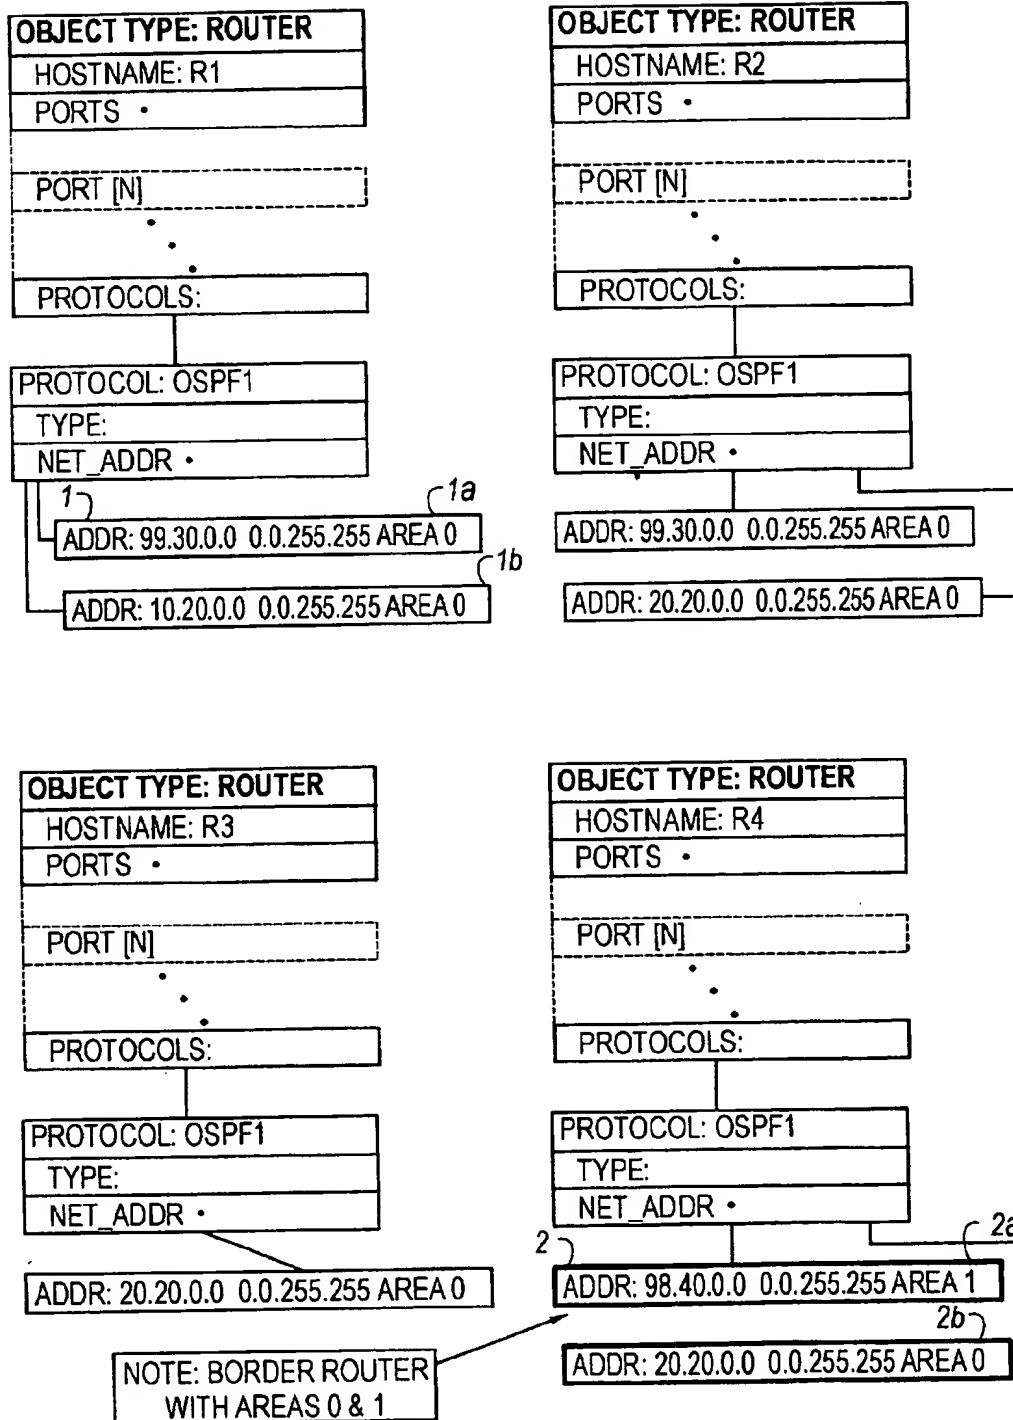 OBJECT TYPE: ROUTER
HOSTNAME: R1
PORTS •
PORT [N]
PROTOCOLS:
PROTOCOL: OSPF1
TYPE:
NET_ADDR •
1
1a
ADDR: 99.30.0.0 0.0.255.255 AREA 0
1b
ADDR: 10.20.0.0 0.0.255.255 AREA 0
OBJECT TYPE: ROUTER
HOSTNAME: R2
PORTS •
PORT [N]
PROTOCOLS:
PROTOCOL: OSPF1
TYPE:
NET_ADDR •
ADDR: 99.30.0.0 0.0.255.255 AREA 0
ADDR: 20.20.0.0 0.0.255.255 AREA 0
OBJECT TYPE: ROUTER
HOSTNAME: R3
PORTS •
PORT [N]
PROTOCOLS:
PROTOCOL: OSPF1
TYPE:
NET_ADDR •
ADDR: 20.20.0.0 0.0.255.255 AREA 0
NOTE: BORDER ROUTER
WITH AREAS 0 & 1
OBJECT TYPE: ROUTER
HOSTNAME: R4
PORTS •
PORT [N]
PROTOCOLS:
PROTOCOL: OSPF1
TYPE:
NET_ADDR •
2
2a
ADDR: 98.40.0.0 0.0.255.255 AREA 1
2b
ADDR: 20.20.0.0 0.0.255.255 AREA 0